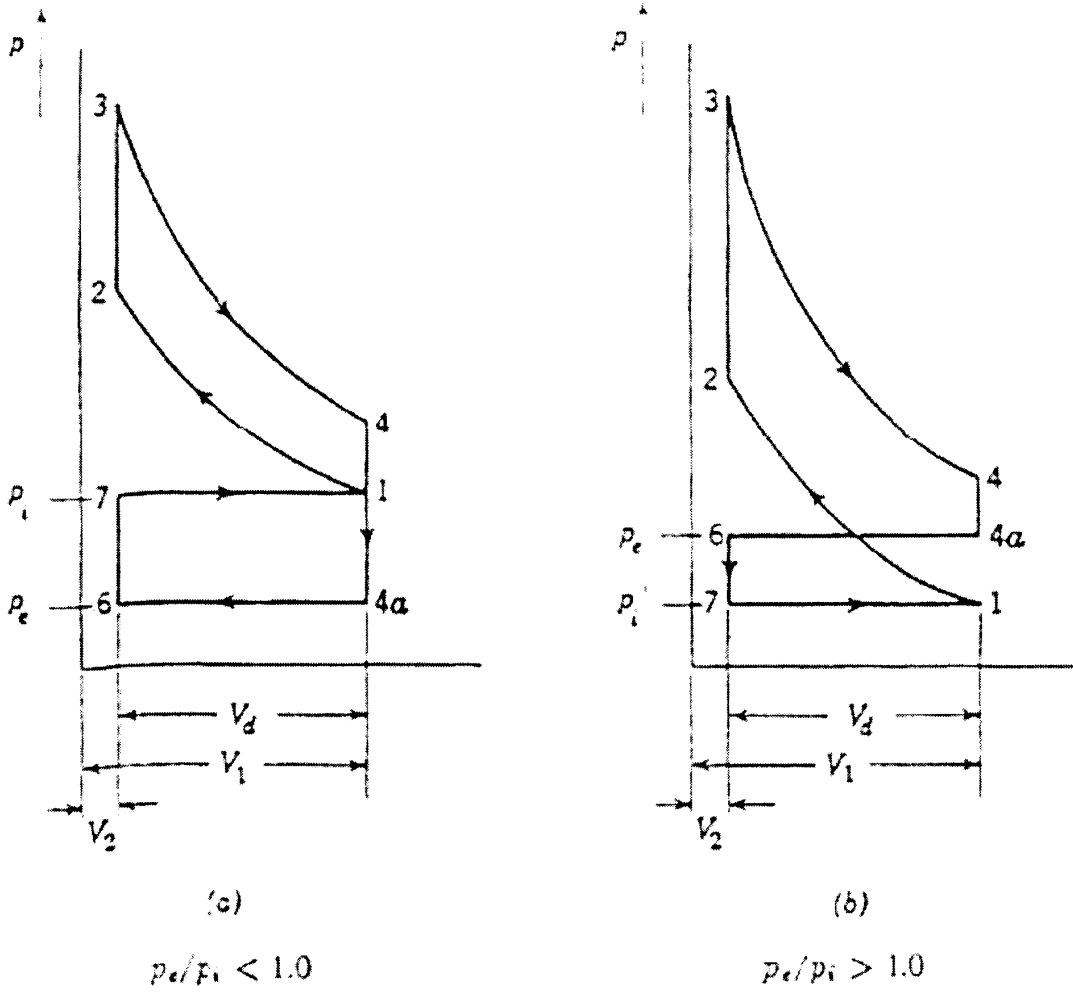 p
3
2
4
p_i
7
1
p_e
6
4a
V_d
V_1
V_2
(a)
p_e/p_i < 1.0
p
3
2
4
p_e
6
4a
p_i
7
1
V_d
V_1
V_2
(b)
p_e/p_i > 1.0